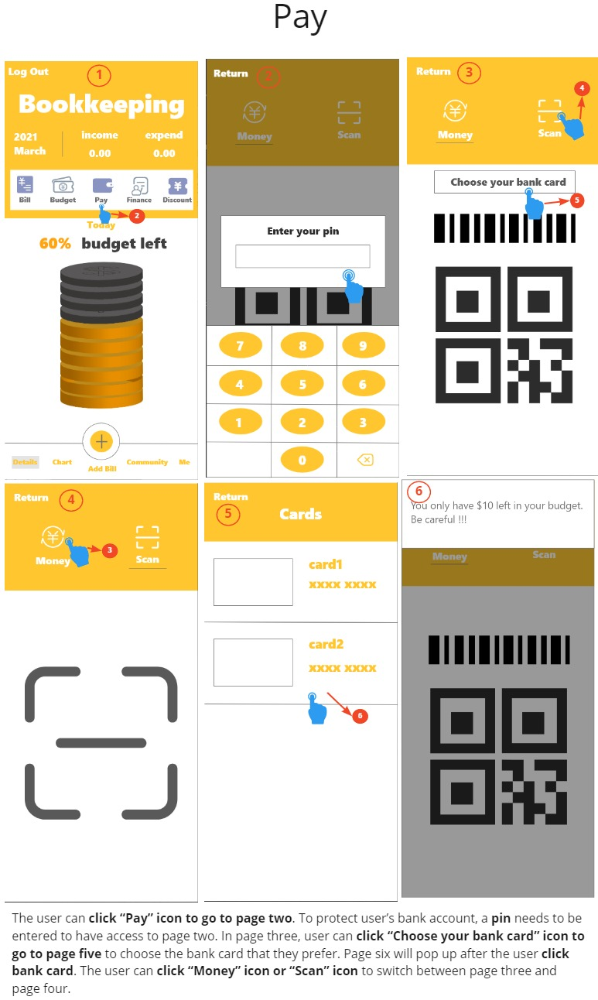 Pay
Log Out
1
Bookkeeping
2021
March
income
0.00
expend
0.00
Bill
Budget
Pay
Finance
Discount
2
Today
60% budget left
Details
Chart
Add Bill
Community
Me
Return
2
Money
Scan
Enter your pin
7 8 9
4 5 6
1 2 3
0
Return
3
4
Scan
Money
Choose your bank card
5
Return
4
Money
3
Scan
Return
5
Cards
card1
xxxx xxxx
card2
xxxx xxxx
6
6
You only have $10 left in your budget.
Be careful !!!
Money
Scan
The user can click “Pay” icon to go to page two. To protect user’s bank account, a pin needs to be
entered to have access to page two. In page three, user can click “Choose your bank card” icon to
go to page five to choose the bank card that they prefer. Page six will pop up after the user click
bank card. The user can click “Money” icon or “Scan” icon to switch between page three and
page four.